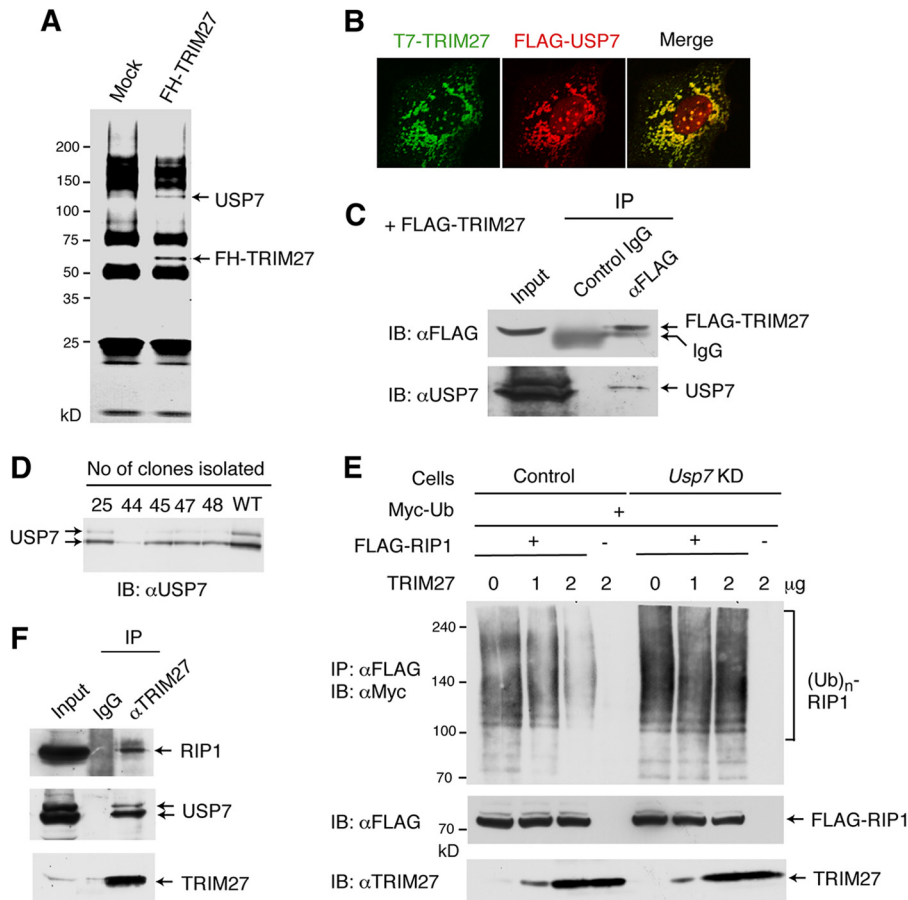 A
Mock
FH-TRIM27
200
150
100
75
50
35
25
kD
USP7
FH-TRIM27
B
T7-TRIM27 FLAG-USP7 Merge
C
+ FLAG-TRIM27
IP
Input
Control IgG
αFLAG
IB: αFLAG
FLAG-TRIM27
IgG
IB: αUSP7
USP7
D
No of clones isolated
25 44 45 47 48 WT
USP7
IB: αUSP7
E
Cells Control Usp7 KD
Myc-Ub +
FLAG-RIP1 + - + -
TRIM27 0 1 2 2 0 1 2 2 μg
240
140
100
70
IP: αFLAG
IB: αMyc
(Ub)n-
RIP1
IB: αFLAG
70
kD
FLAG-RIP1
IB: αTRIM27
TRIM27
F
IP
Input
IgG
αTRIM27
RIP1
USP7
TRIM27